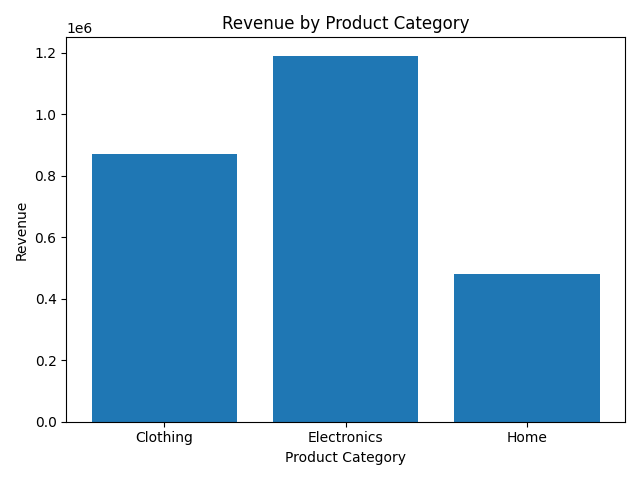 Revenue by Product Category
1e6
1.2
1.0
0.8
0.6
0.4
0.2
0.0
Revenue
Clothing Electronics Home
Product Category